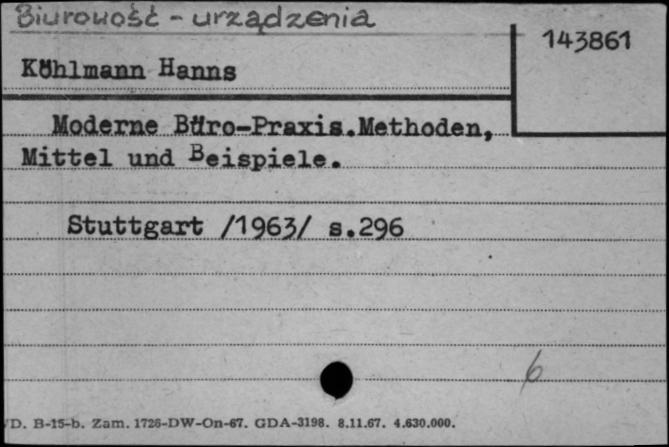 Biurowość - urządzenia
143861
Köhlmann Hanns
Moderne Büro-Praxis.Methoden,
Mittel und Beispiele.
Stuttgart /1963/ s.296
6
D. B-15-b. Zam. 1726-DW-On-67. GDA-3198. 8.11.67. 4.630.000.